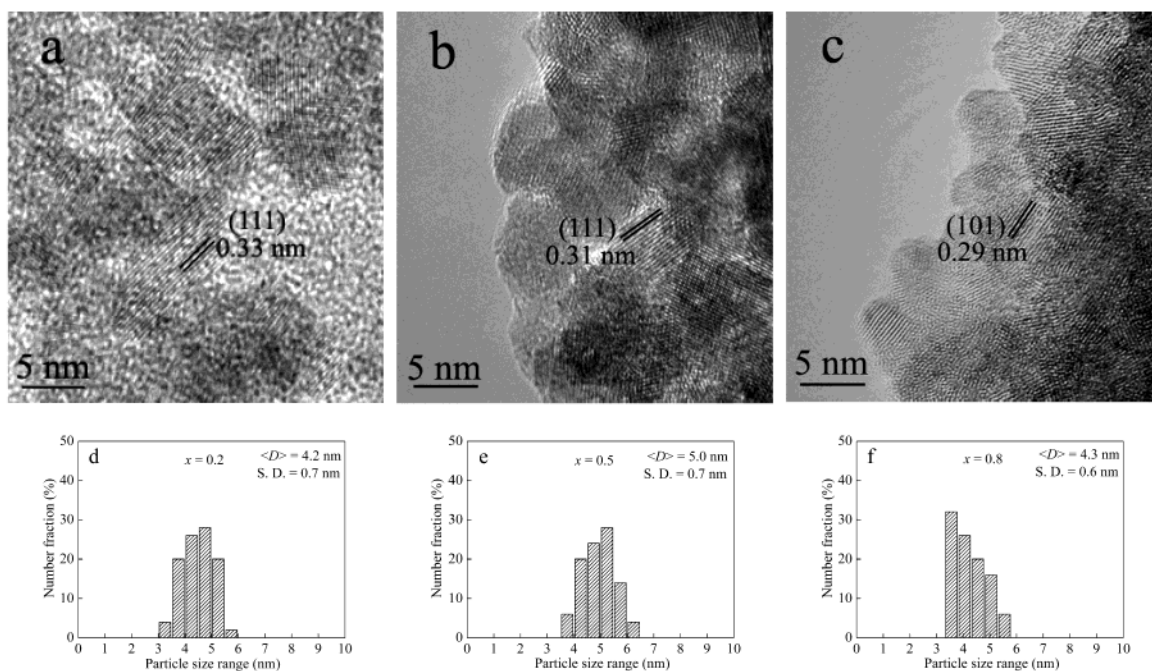 a
(111)
0.33 nm
5 nm
b
(111)
0.31 nm
5 nm
c
(101)
0.29 nm
5 nm
d
x = 0.2
<D> = 4.2 nm
S. D. = 0.7 nm
50
40
30
20
10
0
Number fraction (%)
0 1 2 3 4 5 6 7 8 9 10
Particle size range (nm)
e
x = 0.5
<D> = 5.0 nm
S. D. = 0.7 nm
50
40
30
20
10
0
Number fraction (%)
0 1 2 3 4 5 6 7 8 9 10
Particle size range (nm)
f
x = 0.8
<D> = 4.3 nm
S. D. = 0.6 nm
50
40
30
20
10
0
Number fraction (%)
0 1 2 3 4 5 6 7 8 9 10
Particle size range (nm)